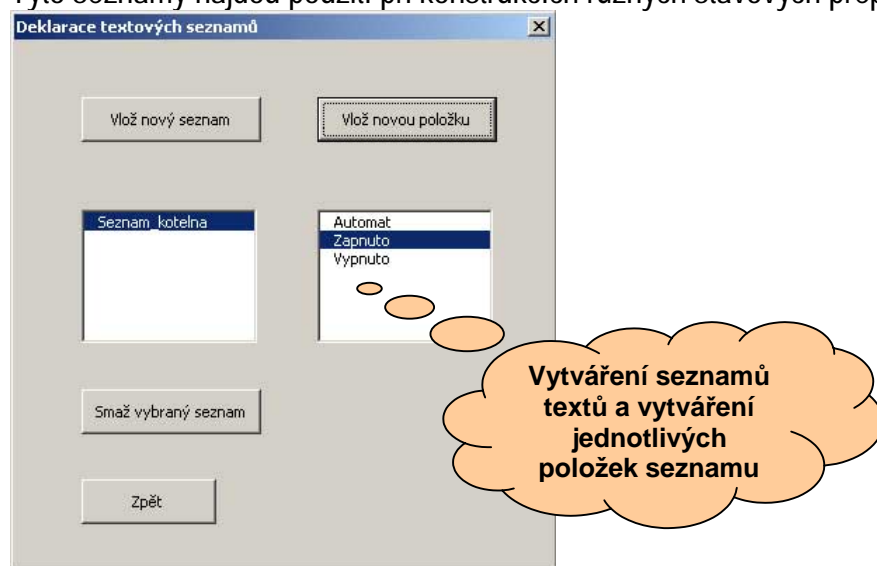 Deklarace textových seznamů
Vlož nový seznam
Vlož novou položku
Seznam_kotelna
Automat
Zapnuto
Vypnuto
Vytváření seznamů
textů a vytváření
jednotlivých
položek seznamu
Smaž vybraný seznam
Zpět